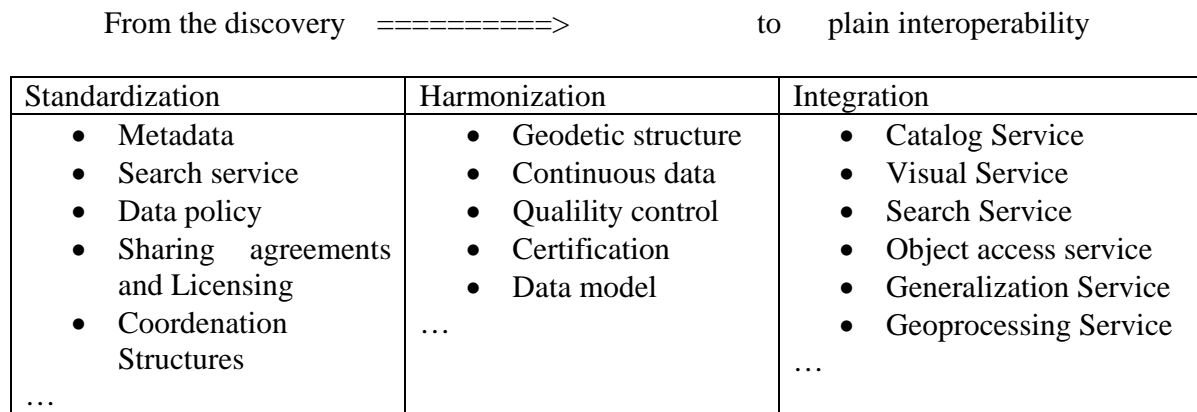 From the discovery ==========> to plain interoperability
Standardization
• Metadata
• Search service
• Data policy
• Sharing agreements
and Licensing
• Coordenation
Structures
…
Harmonization
• Geodetic structure
• Continuous data
• Qualility control
• Certification
• Data model
…
Integration
• Catalog Service
• Visual Service
• Search Service
• Object access service
• Generalization Service
• Geoprocessing Service
…